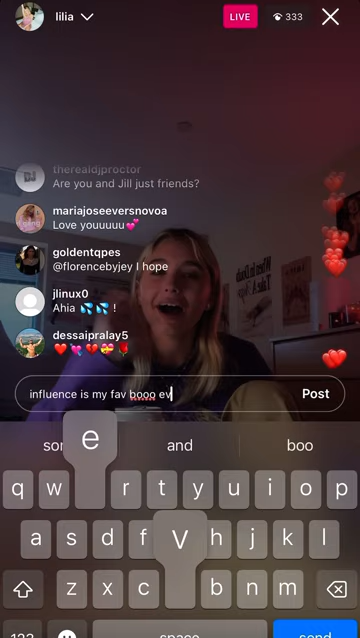 lilia
LIVE
333
therealdjproctor
Are you and Jill just friends?
mariajoseeversnovoa
Love youuuuu💕
goldentqpes
@florencebyjey I hope
jlinux0
Ahia 💦💦 !
dessaipralay5
❤️💘💔💝🌹
influence is my fav booo ev
Post
and
boo
e
q w r t y u i o p
V
a s d f h j k l
z x c b n m
123
space
send